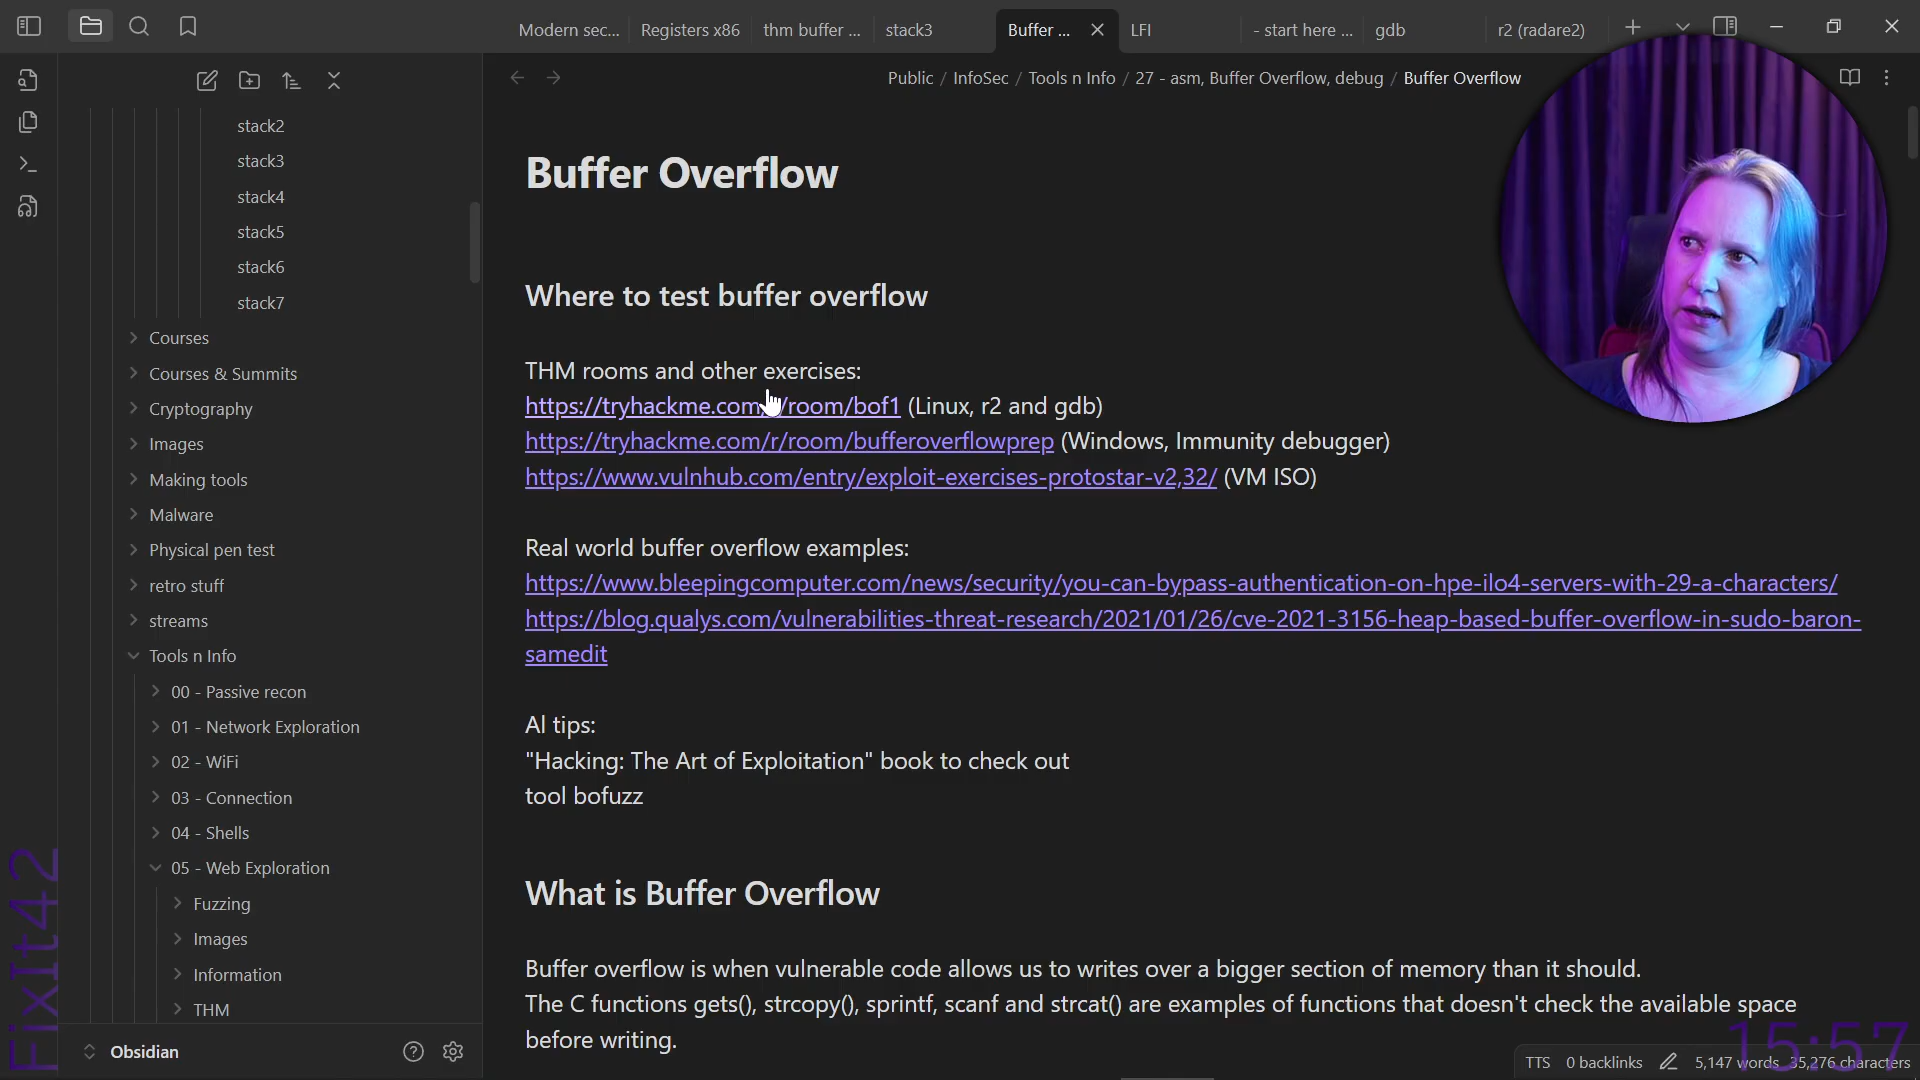 Modern sec...
Registers x86
thm buffer ...
stack3
Buffer ...
LFI
- start here ...
gdb
r2 (radare2)
Public / InfoSec / Tools n Info / 27 - asm, Buffer Overflow, debug / Buffer Overflow
stack2
stack3
stack4
stack5
stack6
stack7
Courses
Courses & Summits
Cryptography
Images
Making tools
Malware
Physical pen test
retro stuff
streams
Tools n Info
00 - Passive recon
01 - Network Exploration
02 - WiFi
03 - Connection
04 - Shells
05 - Web Exploration
Fuzzing
Images
Information
THM
Obsidian
FixIt42
Buffer Overflow
Where to test buffer overflow
THM rooms and other exercises:
https://tryhackme.com/r/room/bof1 (Linux, r2 and gdb)
https://tryhackme.com/r/room/bufferoverflowprep (Windows, Immunity debugger)
https://www.vulnhub.com/entry/exploit-exercises-protostar-v2,32/ (VM ISO)
Real world buffer overflow examples:
https://www.bleepingcomputer.com/news/security/you-can-bypass-authentication-on-hpe-ilo4-servers-with-29-a-characters/
https://blog.qualys.com/vulnerabilities-threat-research/2021/01/26/cve-2021-3156-heap-based-buffer-overflow-in-sudo-baron-
samedit
AI tips:
"Hacking: The Art of Exploitation" book to check out
tool bofuzz
What is Buffer Overflow
Buffer overflow is when vulnerable code allows us to writes over a bigger section of memory than it should.
The C functions gets(), strcopy(), sprintf, scanf and strcat() are examples of functions that doesn't check the available space
before writing.
15:57
TTS 0 backlinks 5,147 words 35,276 characters